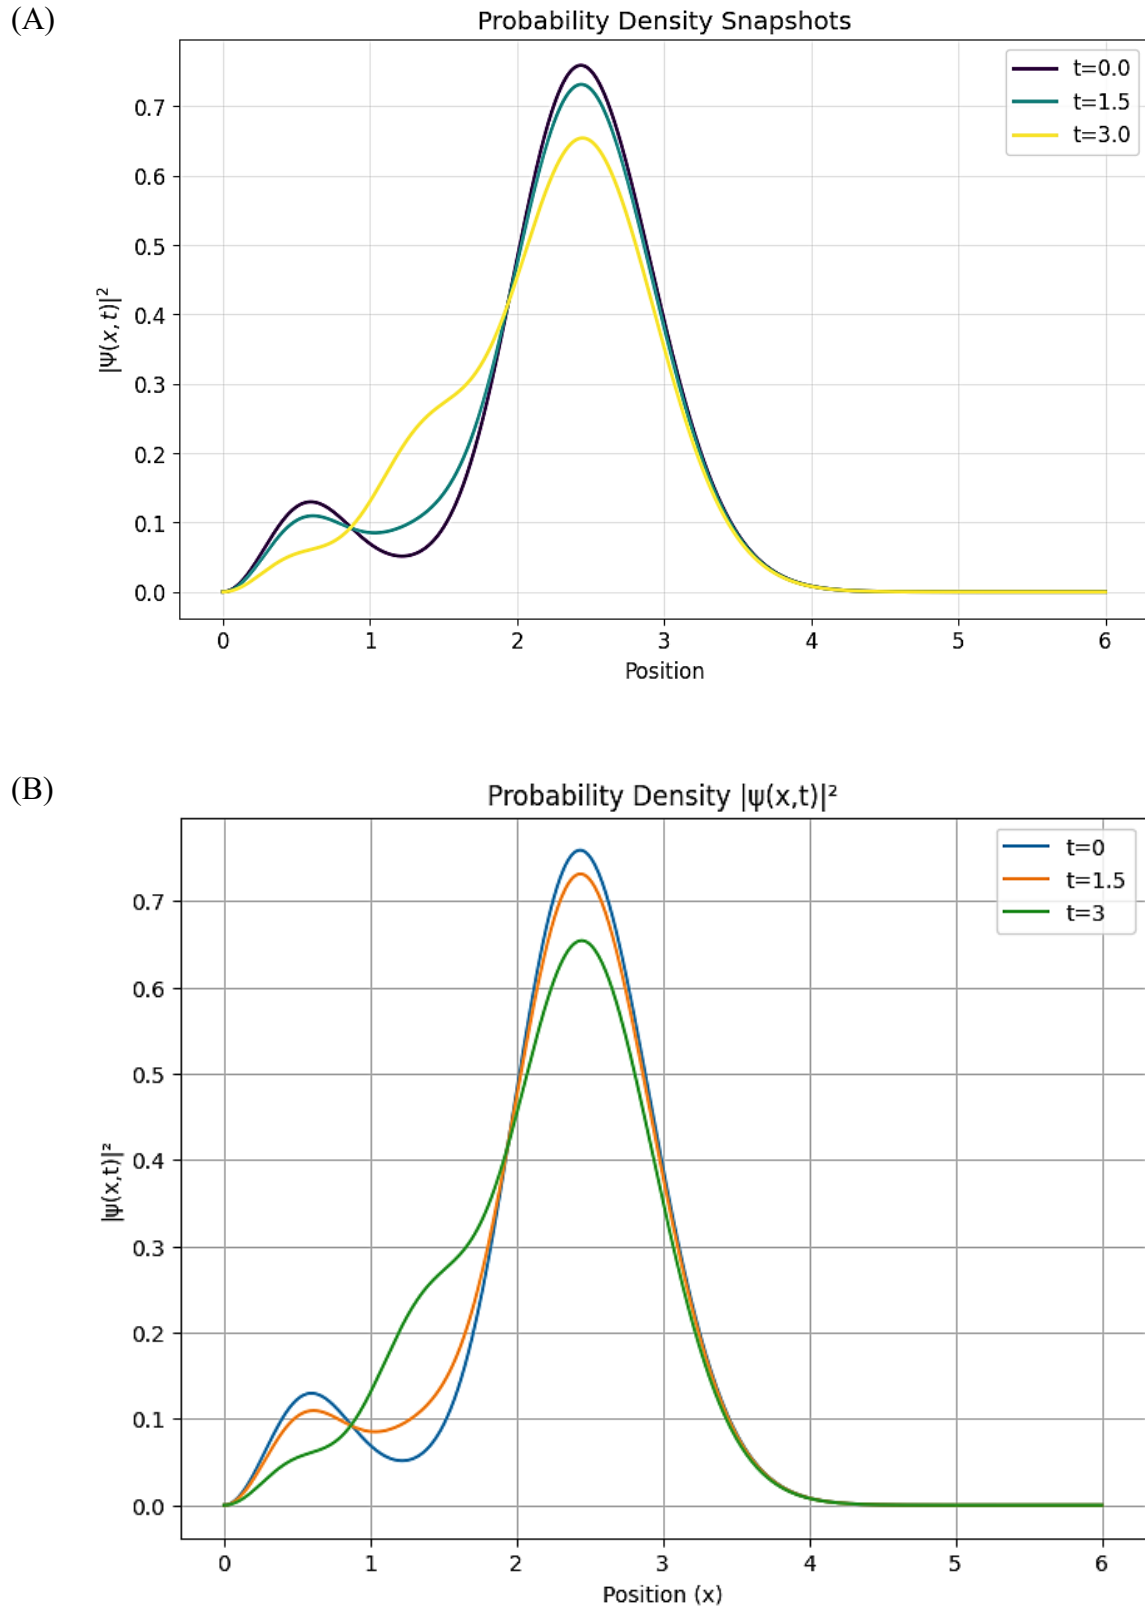 (A)
Probability Density Snapshots
t=0.0
t=1.5
t=3.0
|Ψ(x, t)|²
0.7
0.6
0.5
0.4
0.3
0.2
0.1
0.0
0 1 2 3 4 5 6
Position
(B)
Probability Density |ψ(x,t)|²
t=0
t=1.5
t=3
|ψ(x,t)|²
0.7
0.6
0.5
0.4
0.3
0.2
0.1
0.0
0 1 2 3 4 5 6
Position (x)